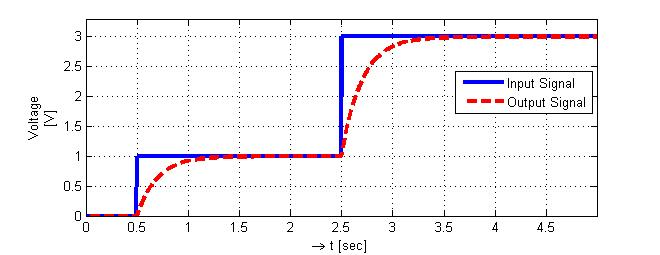 3
2.5
2
1.5
1
0.5
0
Voltage
[V]
Input Signal
Output Signal
0 0.5 1 1.5 2 2.5 3 3.5 4 4.5
→ t [sec]